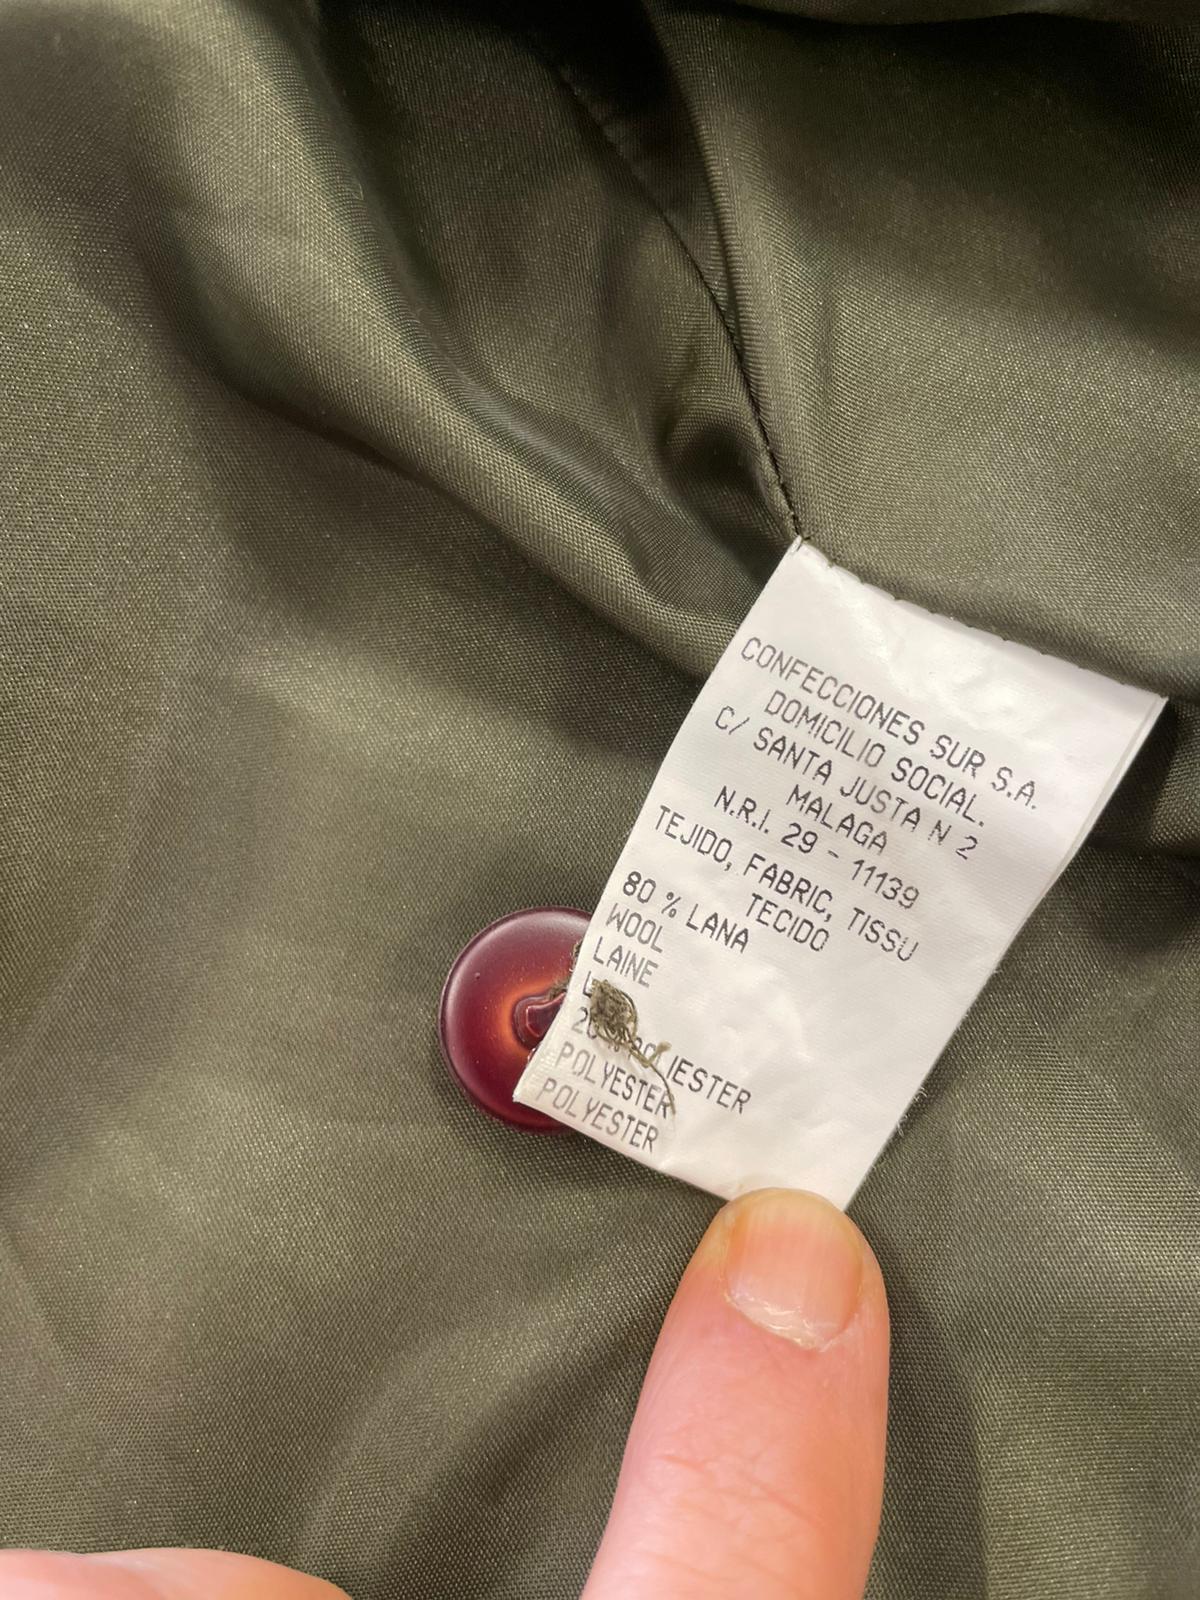 CONFECCIONES SUR S.A.
DOMICILIO SOCIAL.
C/ SANTA JUSTA N 2
MALAGA
N.R.I. 29 - 11139
TEJIDO, FABRIC, TISSU
TECIDO
80 % LANA
WOOL
LAINE
POLIESTER
POLYESTER
POLYESTER